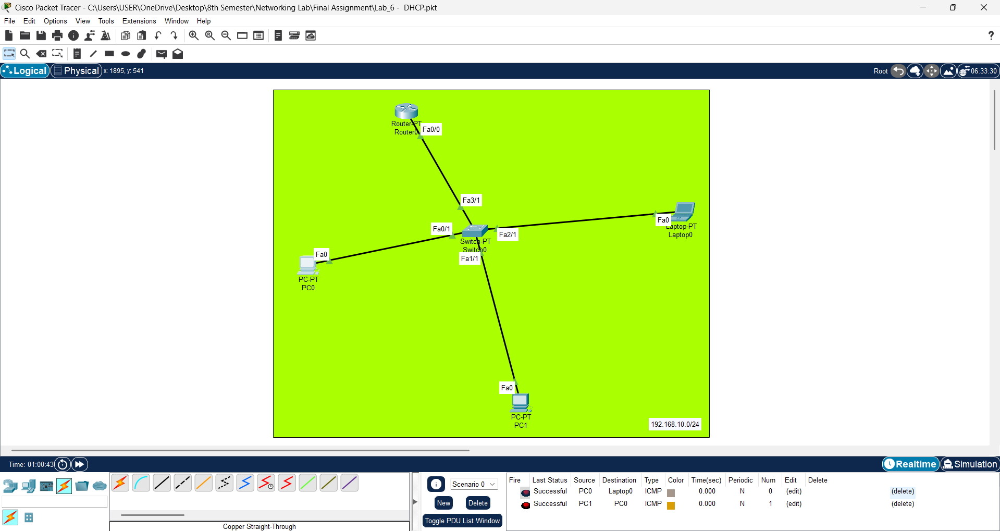 Cisco Packet Tracer - C:\Users\USER\OneDrive\Desktop\8th Semester\Networking Lab\Final Assignment\Lab_6 - DHCP.pkt
File Edit Options View Tools Extensions Window Help
?
Logical Physical x: 1895, y: 541 Root 06:33:30
Router-PT
Router0
Fa0/0
Fa3/1
Fa0/1
Fa2/1
Switch-PT
Switch0
Fa1/1
Fa0
Laptop-PT
Laptop0
Fa0
PC-PT
PC0
Fa0
PC-PT
PC1
192.168.10.0/24
Time: 01:00:43 Realtime Simulation
Scenario 0
New Delete
Toggle PDU List Window
Fire Last Status Source Destination Type Color Time(sec) Periodic Num Edit Delete
Successful PC0 Laptop0 ICMP 0.000 N 0 (edit) (delete)
Successful PC1 PC0 ICMP 0.000 N 1 (edit) (delete)
Copper Straight-Through